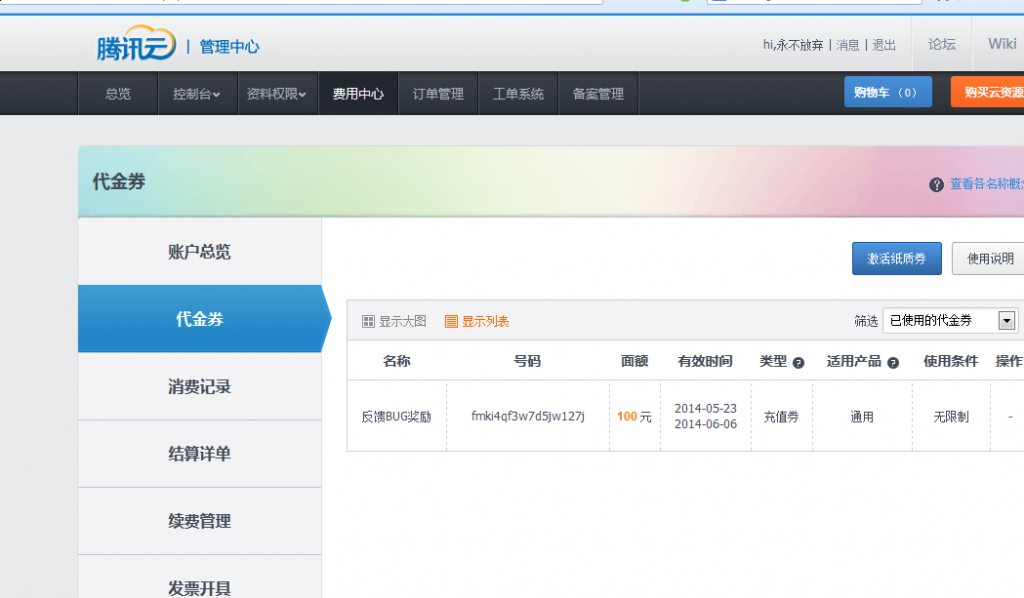 腾讯云 | 管理中心
hi,永不放弃 | 消息 | 退出
论坛
Wiki
总览
控制台
资料权限
费用中心
订单管理
工单系统
备案管理
购物车 (0)
购买云资源
代金券
查看各名称概念
账户总览
代金券
消费记录
结算详单
续费管理
发票开具
激活纸质券
使用说明
显示大图
显示列表
筛选 已使用的代金券
名称 号码 面额 有效时间 类型 适用产品 使用条件 操作
反馈BUG奖励 fmki4qf3w7d5jw127j 100 元 2014-05-23 充值券 通用 无限制 -
2014-06-06